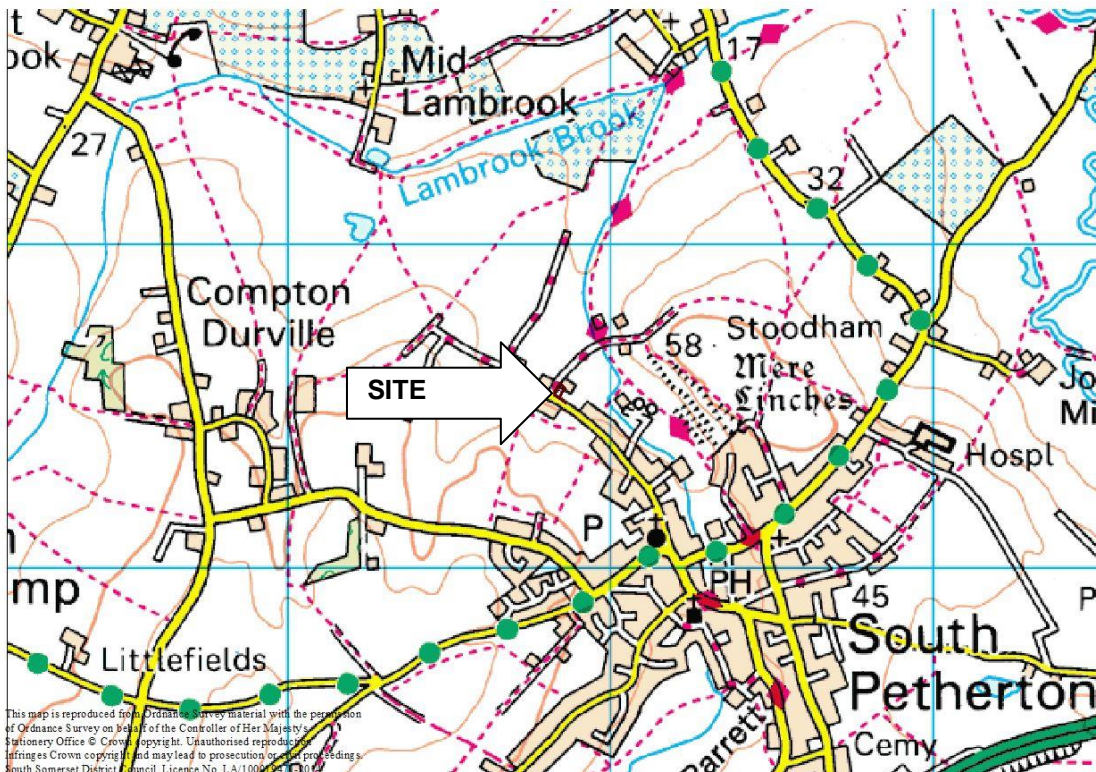 t
ook
Mid
Lambrook
17
27
Lambrook Brook
32
Compton
Durville
Stoodham
58
Mere
Linches
SITE
Jo
Mi
Hospl
P
n
mp
PH
45
P
South
Petherton
Littlefields
Parrett
Cemy
This map is reproduced from Ordnance Survey material with the permission
of Ordnance Survey on behalf of the Controller of Her Majesty's
Stationery Office © Crown copyright. Unauthorised reproduction
infringes Crown copyright and may lead to prosecution or civil proceedings.
South Somerset District Council Licence No. LA/